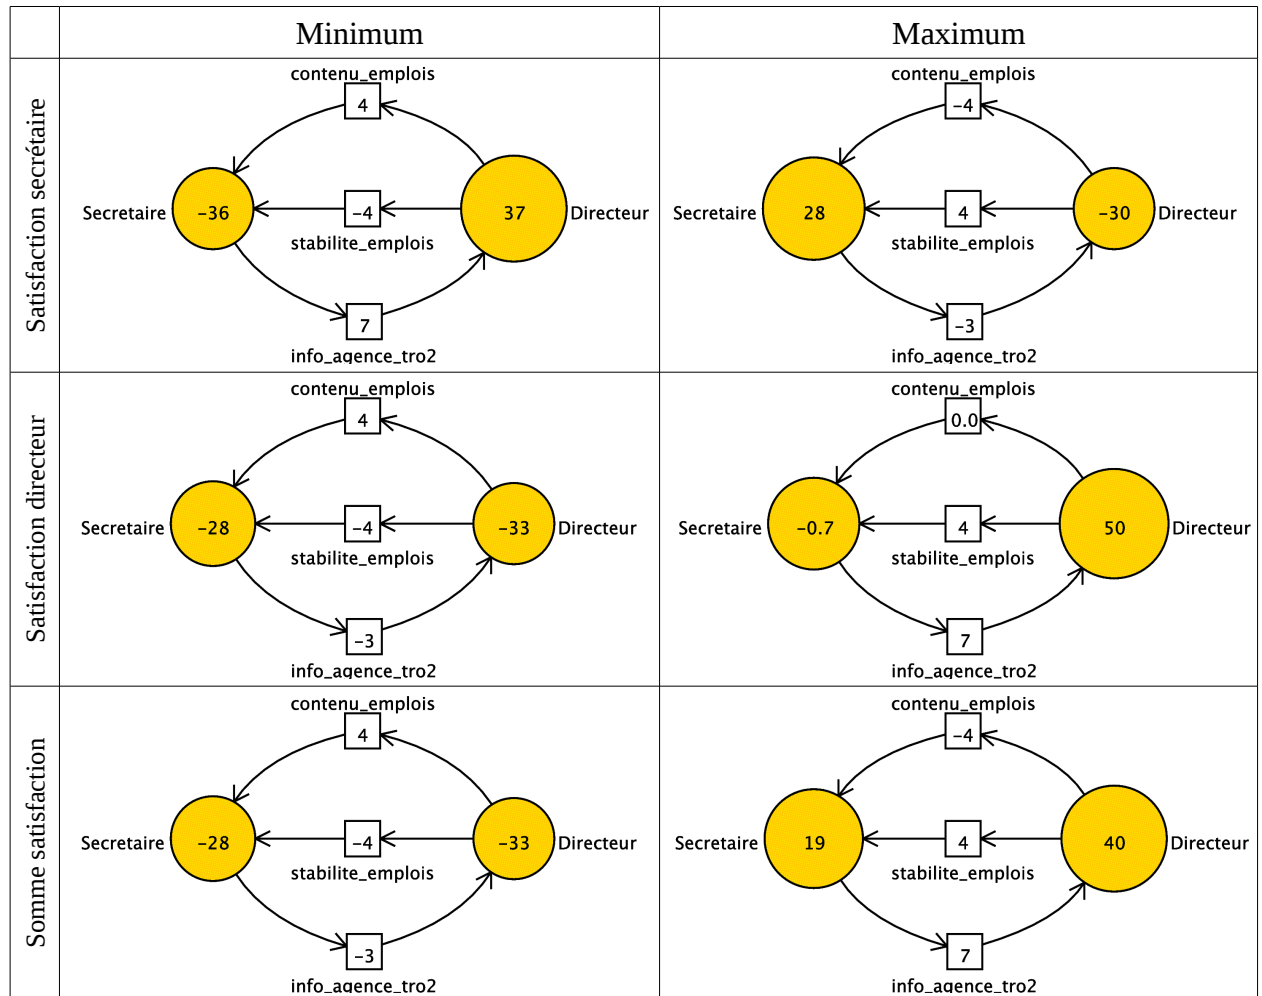 Minimum
Maximum
Satisfaction secrétaire
contenu_emplois
4
Secretaire
-36
-4
37
Directeur
stabilite_emplois
7
info_agence_tro2
contenu_emplois
-4
Secretaire
28
4
-30
Directeur
stabilite_emplois
-3
info_agence_tro2
Satisfaction directeur
contenu_emplois
4
Secretaire
-28
-4
-33
Directeur
stabilite_emplois
-3
info_agence_tro2
contenu_emplois
0.0
Secretaire
-0.7
4
50
Directeur
stabilite_emplois
7
info_agence_tro2
Somme satisfaction
contenu_emplois
4
Secretaire
-28
-4
-33
Directeur
stabilite_emplois
-3
info_agence_tro2
contenu_emplois
-4
Secretaire
19
4
40
Directeur
stabilite_emplois
7
info_agence_tro2